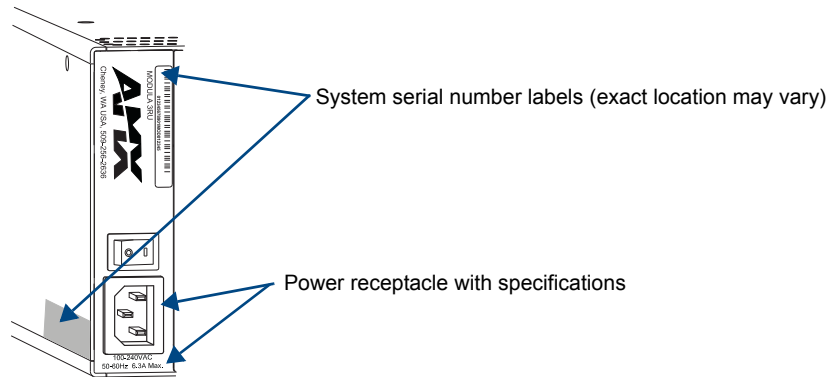 MODULA 3RU
AMX
Cheney, WA USA, 509-256-2636
System serial number labels (exact location may vary)
Power receptacle with specifications
100-240VAC
50-60Hz 6.3A Max.